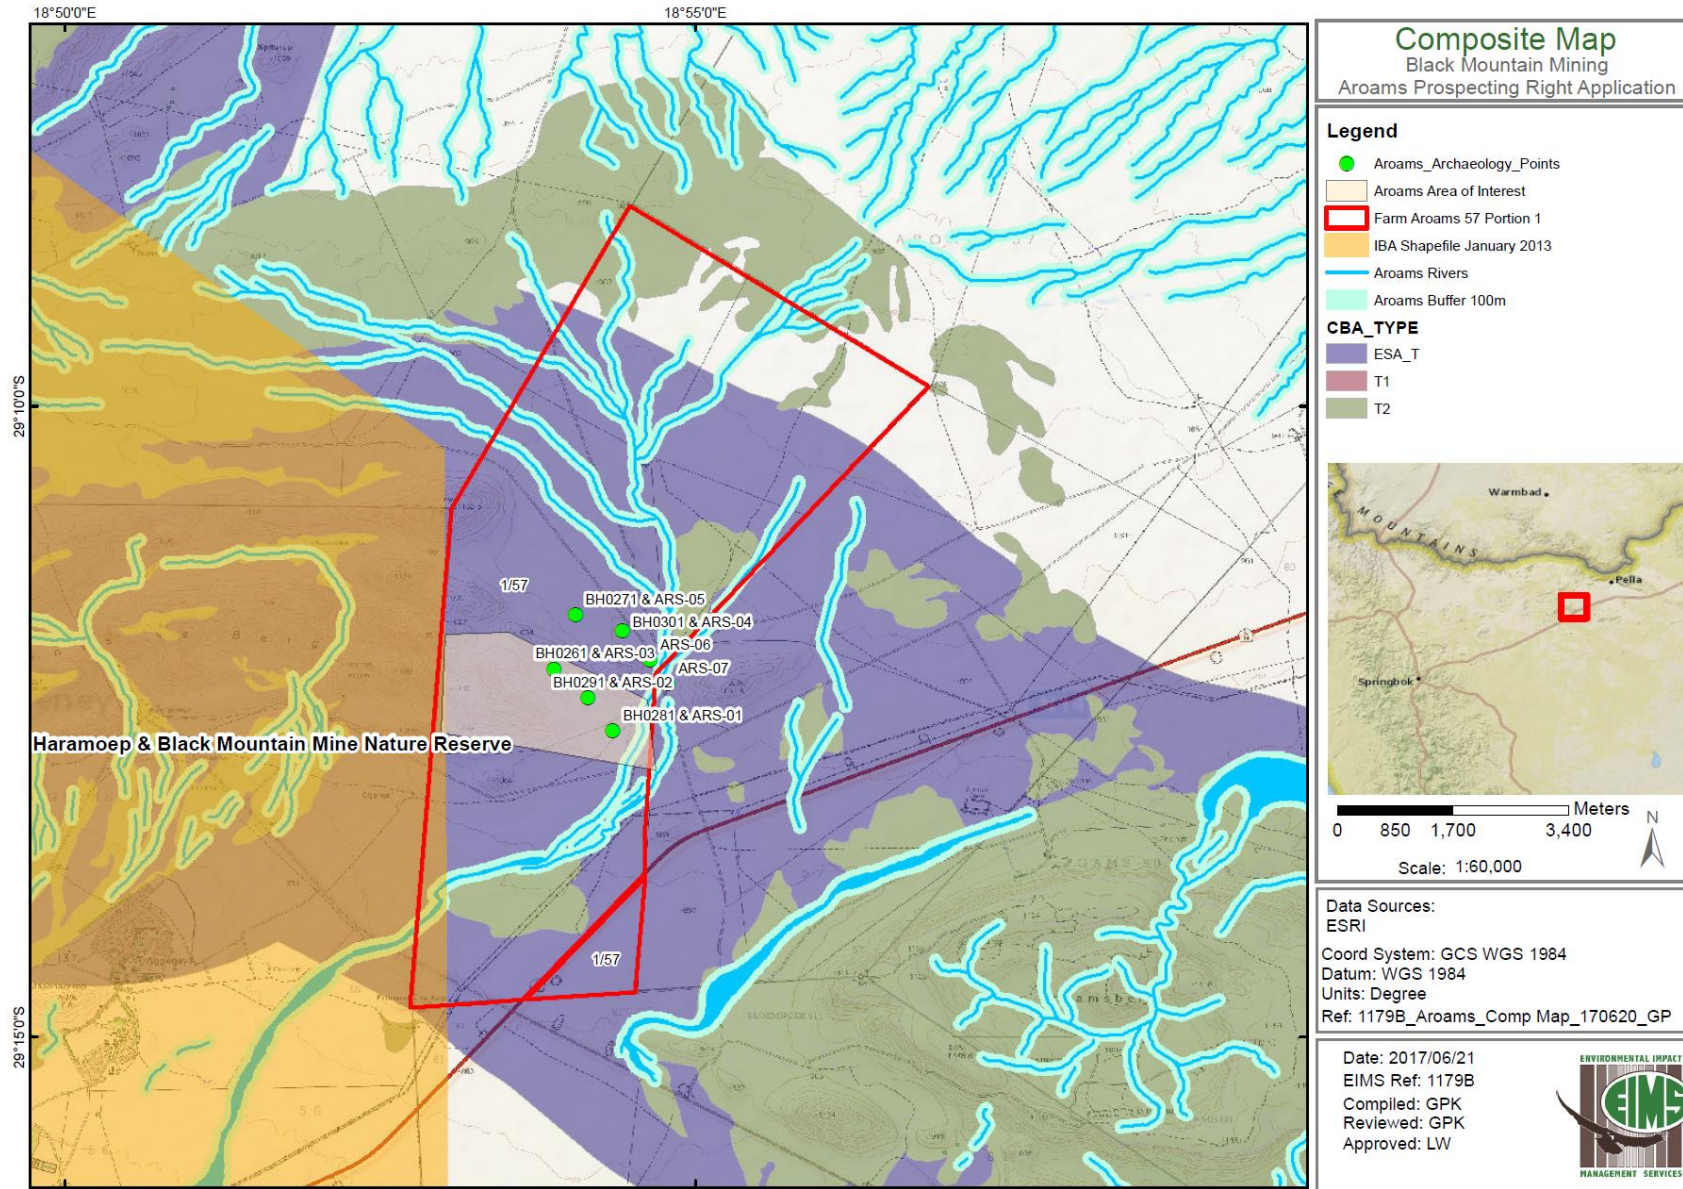 18°50'0"E
18°55'0"E
29°10'0"S
29°15'0"S
1/57
BH0271 & ARS-05
BH0301 & ARS-04
ARS-06
BH0261 & ARS-03
ARS-07
BH0291 & ARS-02
BH0281 & ARS-01
Haramoep & Black Mountain Mine Nature Reserve
1/57
Composite Map
Black Mountain Mining
Aroams Prospecting Right Application
Legend
Aroams_Archaeology_Points
Aroams Area of Interest
Farm Aroams 57 Portion 1
IBA Shapefile January 2013
Aroams Rivers
Aroams Buffer 100m
CBA_TYPE
ESA_T
T1
T2
Warmbad
MOUNTAINS
Pella
Springbok
Meters
0 850 1,700 3,400
N
Scale: 1:60,000
Data Sources:
ESRI
Coord System: GCS WGS 1984
Datum: WGS 1984
Units: Degree
Ref: 1179B_Aroams_Comp Map_170620_GP
Date: 2017/06/21
EIMS Ref: 1179B
Compiled: GPK
Reviewed: GPK
Approved: LW
ENVIRONMENTAL IMPACT
EIMS
MANAGEMENT SERVICES